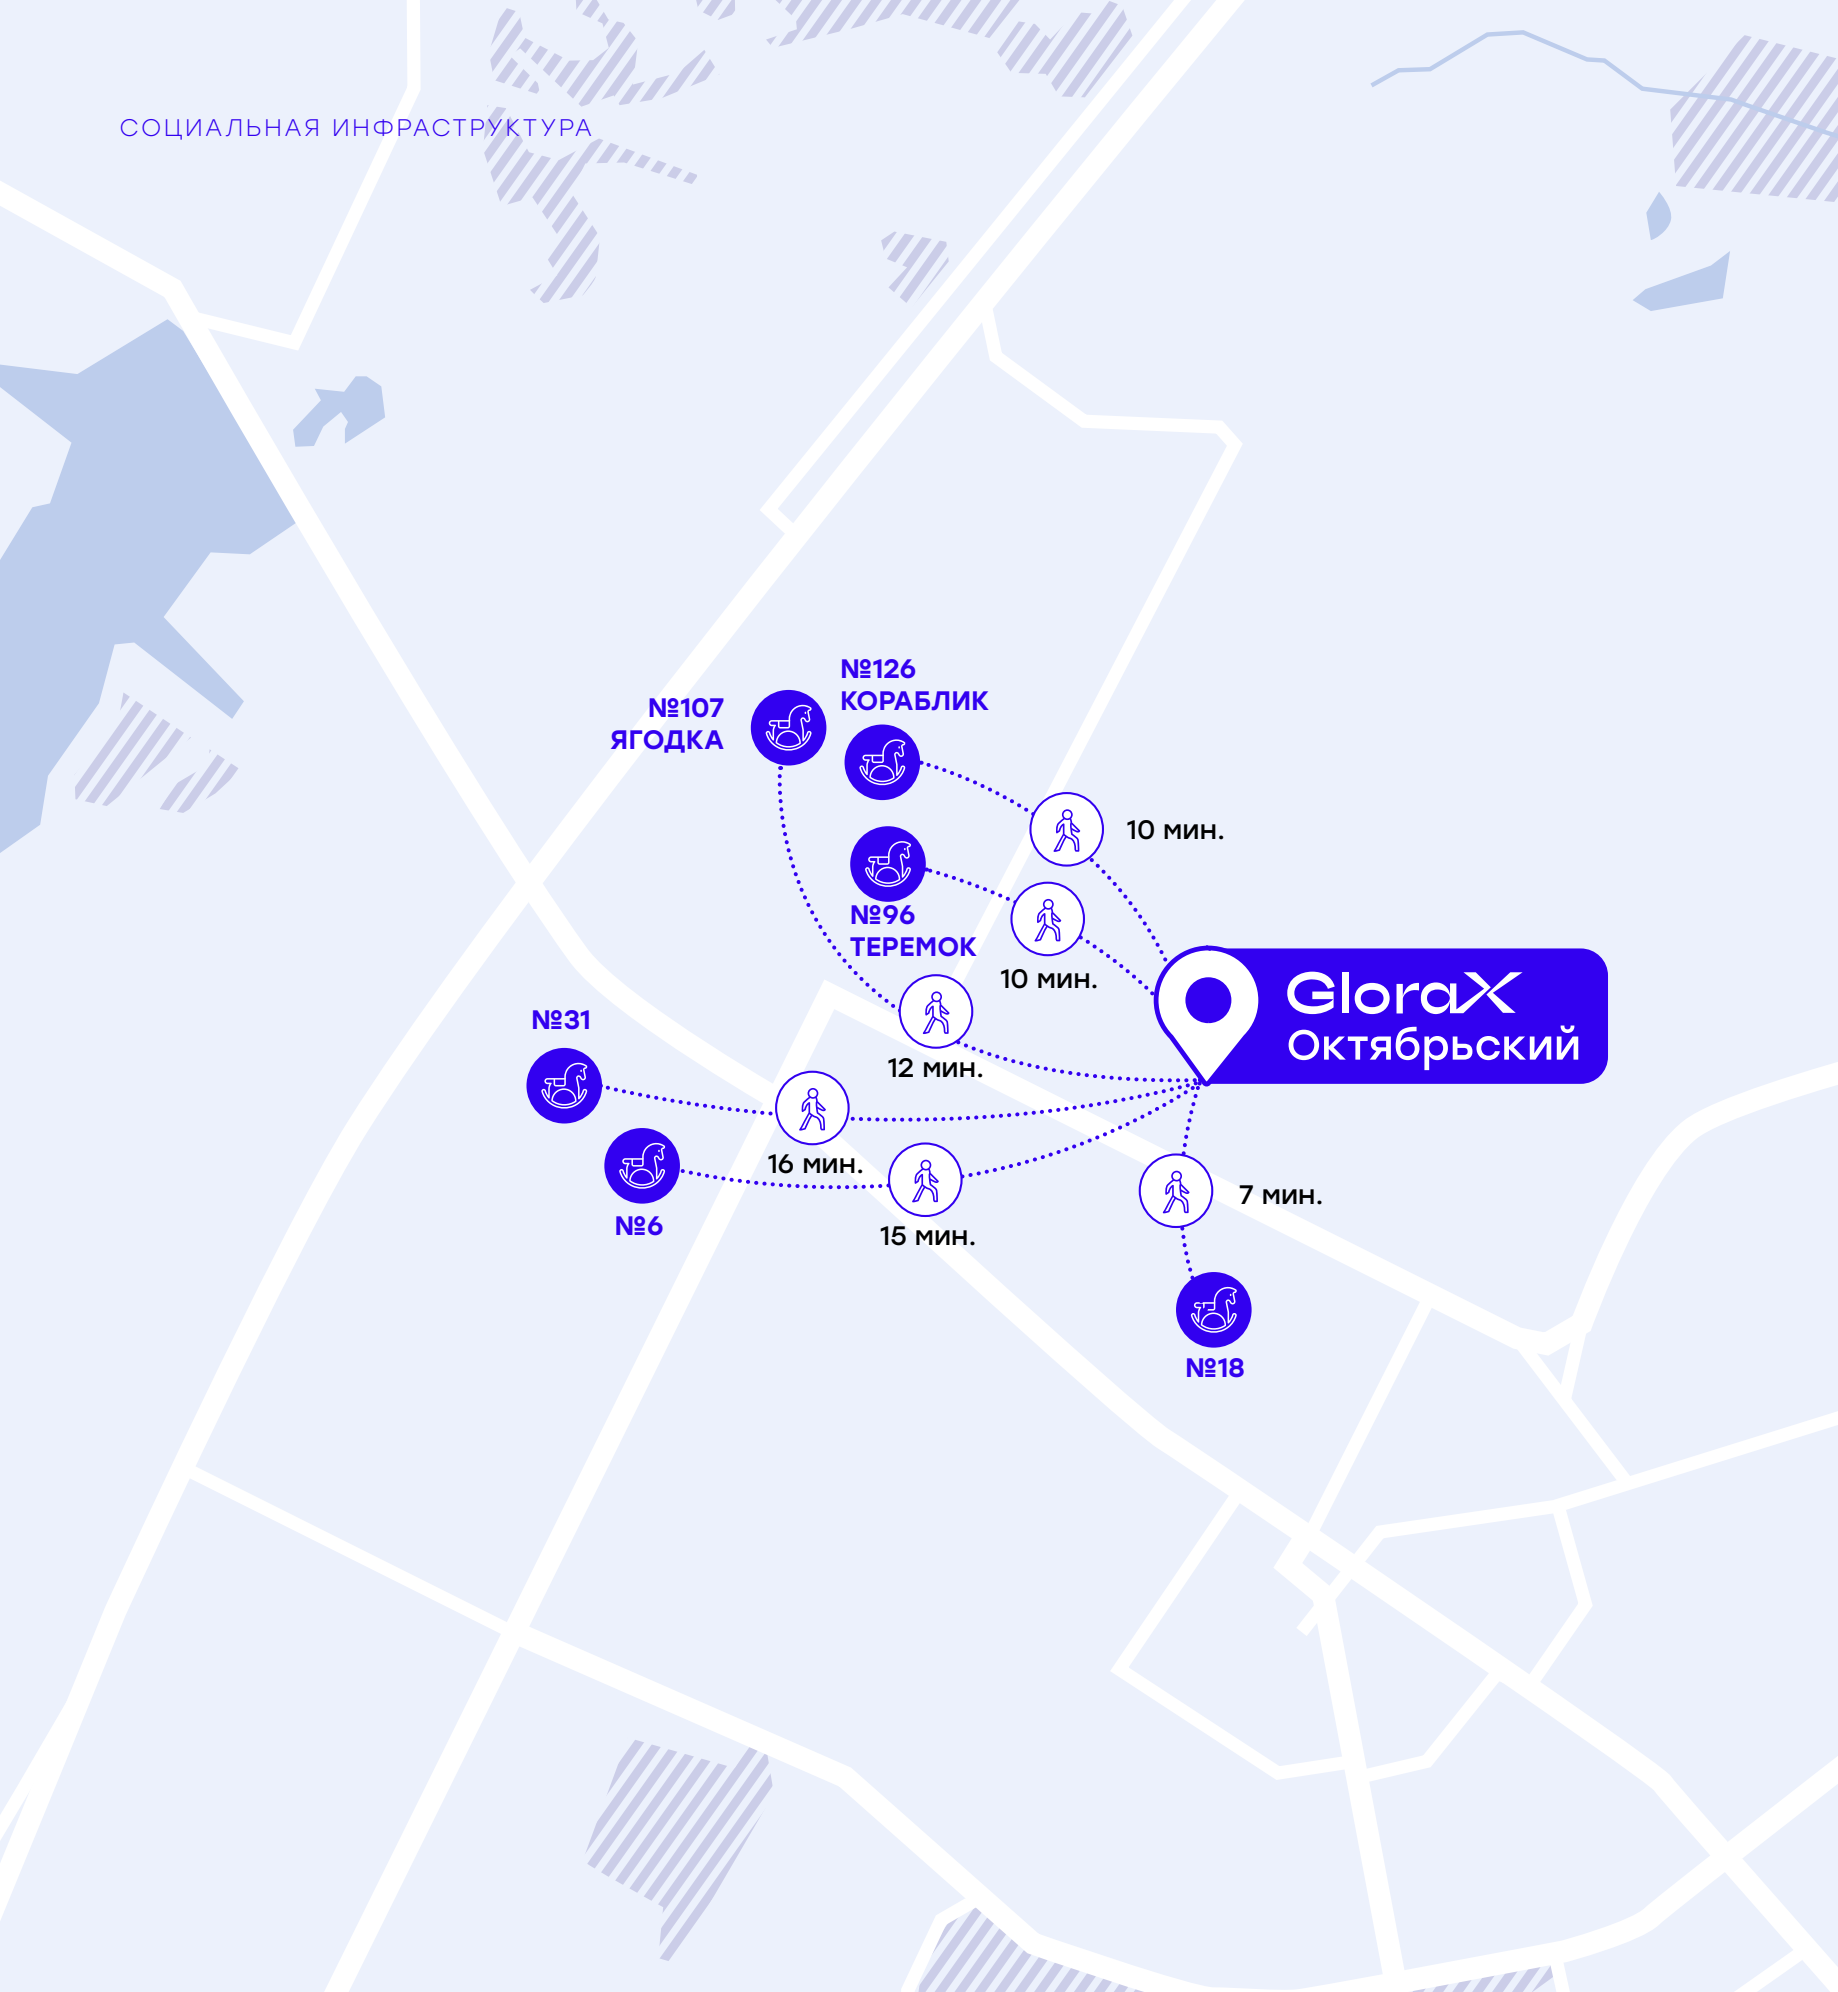 СОЦИАЛЬНАЯ ИНФРАСТРУКТУРА
№126
КОРАБЛИК
№107
ЯГОДКА
10 мин.
№96
ТЕРЕМОК
10 мин.
GloraX
Октябрьский
№31
12 мин.
16 мин.
7 мин.
№6
15 мин.
№18